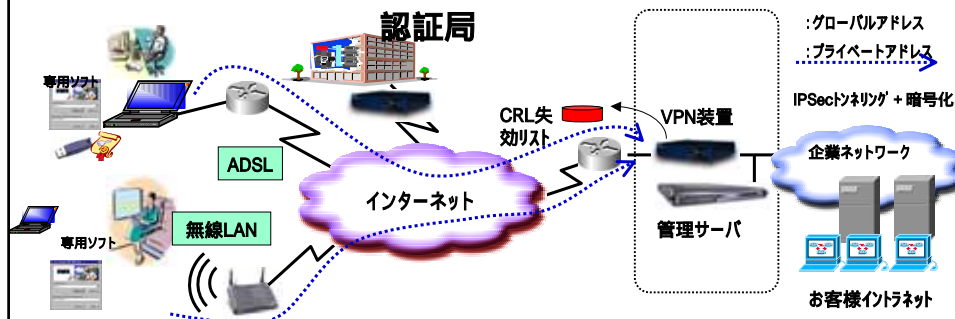 認証局
:グローバルアドレス
:プライベートアドレス
専用ソフト
IPSecトンネリング + 暗号化
CRL失
効リスト
VPN装置
企業ネットワーク
ADSL
インターネット
無線LAN
管理サーバ
専用ソフト
お客様イントラネット